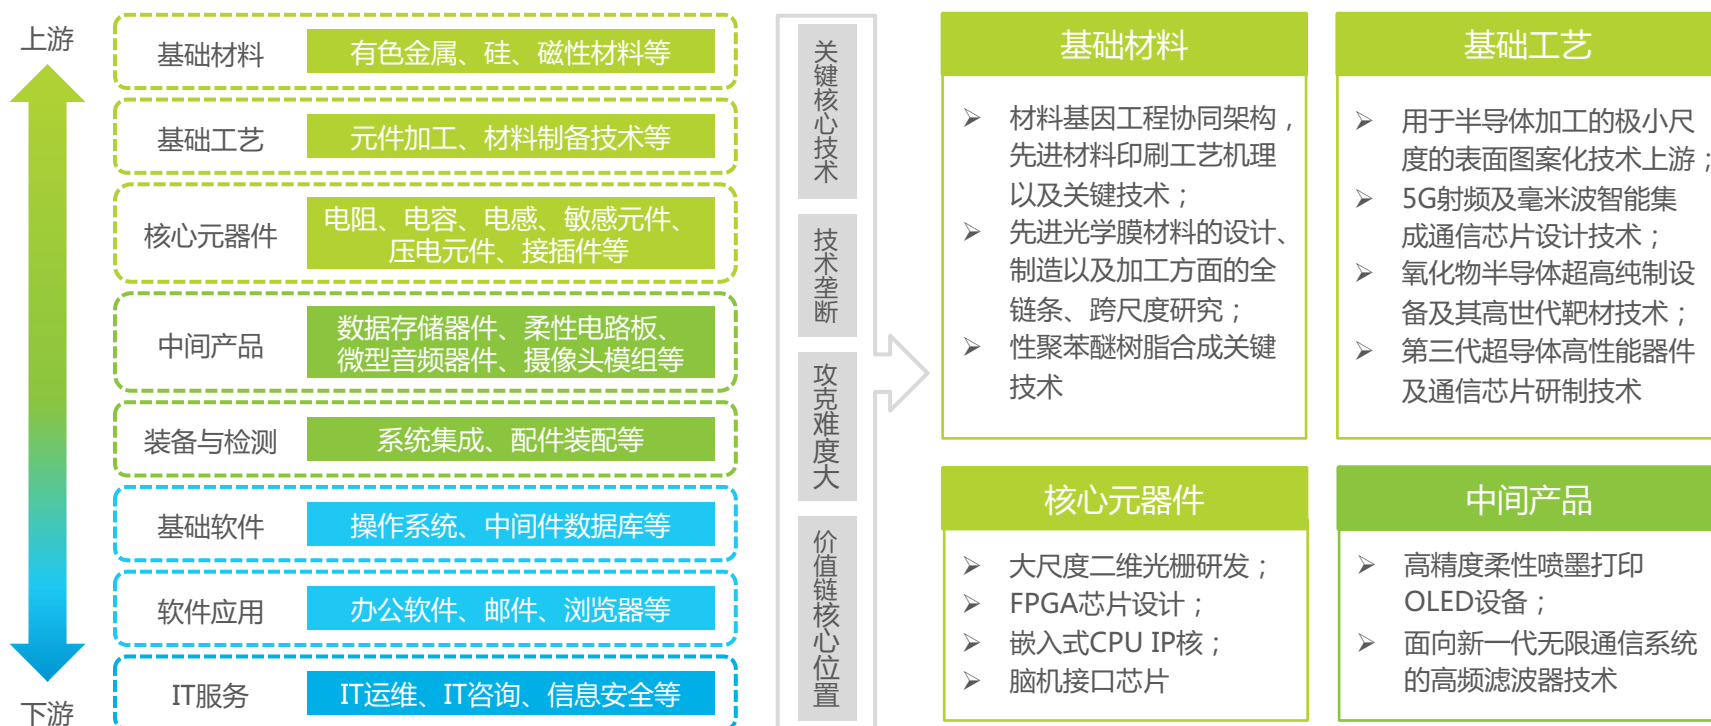 上游
基础材料
有色金属、硅、磁性材料等
基础工艺
元件加工、材料制备技术等
核心元器件
电阻、电容、电感、敏感元件、
压电元件、接插件等
中间产品
数据存储器件、柔性电路板、
微型音频器件、摄像头模组等
装备与检测
系统集成、配件装配等
基础软件
操作系统、中间件数据库等
软件应用
办公软件、邮件、浏览器等
IT服务
IT运维、IT咨询、信息安全等
下游
关键核心技术
技术垄断
攻克难度大
价值链核心位置
基础材料
➢ 材料基因工程协同架构，
先进材料印刷工艺机理
以及关键技术；
➢ 先进光学膜材料的设计、
制造以及加工方面的全
链条、跨尺度研究；
➢ 性聚苯醚树脂合成关键
技术
基础工艺
➢ 用于半导体加工的极小尺
度的表面图案化技术上游；
➢ 5G射频及毫米波智能集
成通信芯片设计技术；
➢ 氧化物半导体超高纯制设
备及其高世代靶材技术；
➢ 第三代超导体高性能器件
及通信芯片研制技术
核心元器件
➢ 大尺度二维光栅研发；
➢ FPGA芯片设计；
➢ 嵌入式CPU IP核；
➢ 脑机接口芯片
中间产品
➢ 高精度柔性喷墨打印
OLED设备；
➢ 面向新一代无限通信系统
的高频滤波器技术